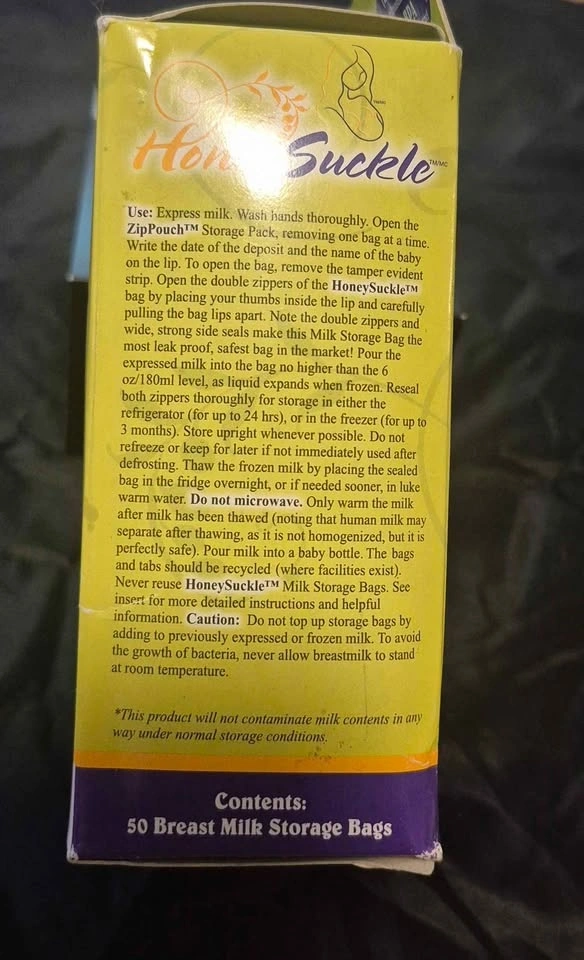 Hon Suckle™/MC
TM/MC
Use: Express milk. Wash hands thoroughly. Open the
ZipPouch™ Storage Pack, removing one bag at a time.
Write the date of the deposit and the name of the baby
on the lip. To open the bag, remove the tamper evident
strip. Open the double zippers of the HoneySuckle™
bag by placing your thumbs inside the lip and carefully
pulling the bag lips apart. Note the double zippers and
wide, strong side seals make this Milk Storage Bag the
most leak proof, safest bag in the market! Pour the
expressed milk into the bag no higher than the 6
oz/180ml level, as liquid expands when frozen. Reseal
both zippers thoroughly for storage in either the
refrigerator (for up to 24 hrs), or in the freezer (for up to
3 months). Store upright whenever possible. Do not
refreeze or keep for later if not immediately used after
defrosting. Thaw the frozen milk by placing the sealed
bag in the fridge overnight, or if needed sooner, in luke
warm water. Do not microwave. Only warm the milk
after milk has been thawed (noting that human milk may
separate after thawing, as it is not homogenized, but it is
perfectly safe). Pour milk into a baby bottle. The bags
and tabs should be recycled (where facilities exist).
Never reuse HoneySuckle™ Milk Storage Bags. See
insert for more detailed instructions and helpful
information. Caution: Do not top up storage bags by
adding to previously expressed or frozen milk. To avoid
the growth of bacteria, never allow breastmilk to stand
at room temperature.
*This product will not contaminate milk contents in any
way under normal storage conditions.
Contents:
50 Breast Milk Storage Bags